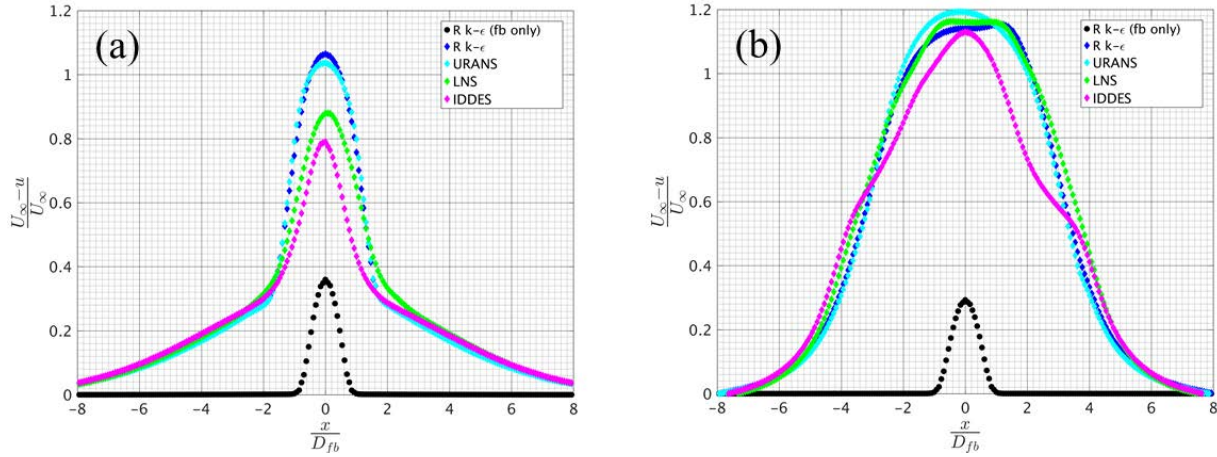 (a)
R k–ϵ (fb only)
R k–ϵ
URANS
LNS
IDDES
1.2
1
0.8
0.6
0.4
0.2
0
U∞−u
U∞
−8 −6 −4 −2 0 2 4 6 8
x
D_fb
(b)
R k–ϵ (fb only)
R k–ϵ
URANS
LNS
IDDES
1.2
1
0.8
0.6
0.4
0.2
0
U∞−u
U∞
−8 −6 −4 −2 0 2 4 6 8
x
D_fb